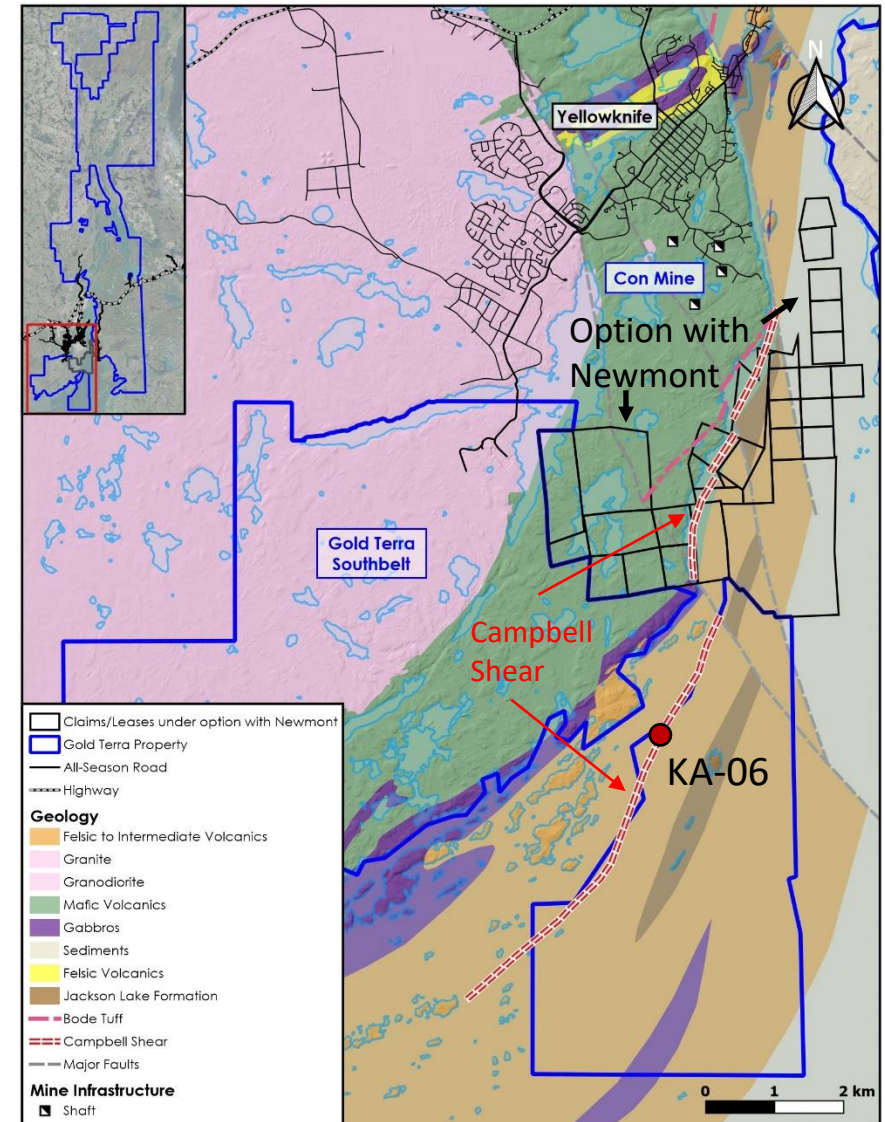 N
Yellowknife
Con Mine
Option with
Newmont
Gold Terra
Southbelt
Campbell
Shear
KA-06
Claims/Leases under option with Newmont
Gold Terra Property
All-Season Road
Highway
Geology
Felsic to Intermediate Volcanics
Granite
Granodiorite
Mafic Volcanics
Gabbros
Sediments
Felsic Volcanics
Jackson Lake Formation
Bode Tuff
Campbell Shear
Major Faults
Mine Infrastructure
Shaft
0 1 2 km